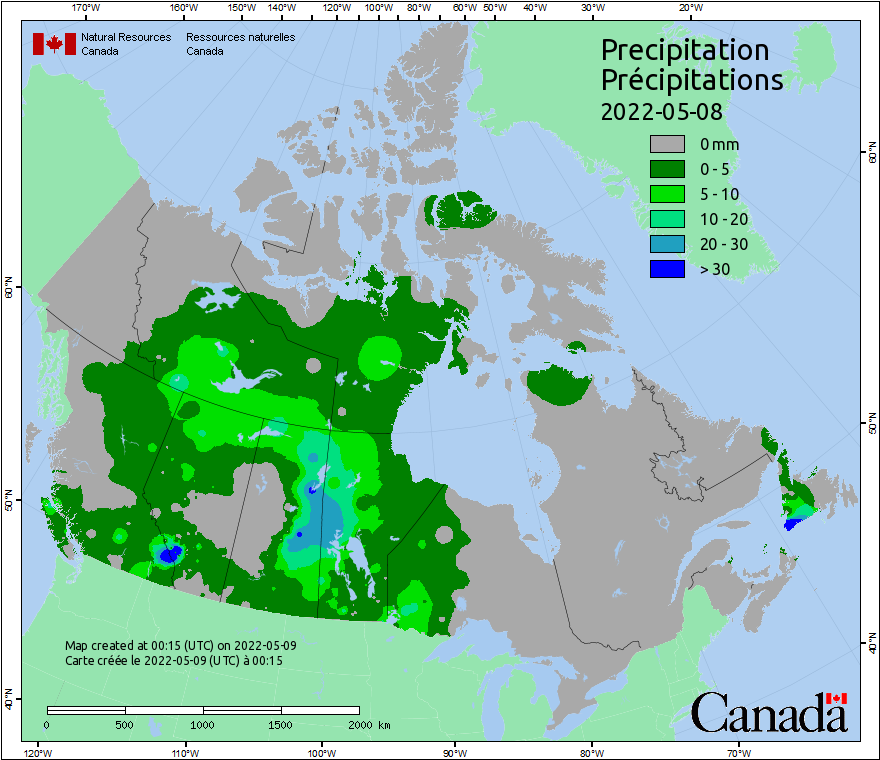 170°W 160°W 150°W 140°W 120°W 100°W 80°W 60°W 50°W 40°W 30°W 20°W
Natural Resources Ressources naturelles
Canada Canada
Precipitation
Précipitations
2022-05-08
0 mm
0 - 5
5 - 10
10 - 20
20 - 30
> 30
60°N
60°N
50°N
50°N
40°N
40°N
Map created at 00:15 (UTC) on 2022-05-09
Carte créée le 2022-05-09 (UTC) à 00:15
0 500 1000 1500 2000 km
Canada
120°W 110°W 100°W 90°W 80°W 70°W